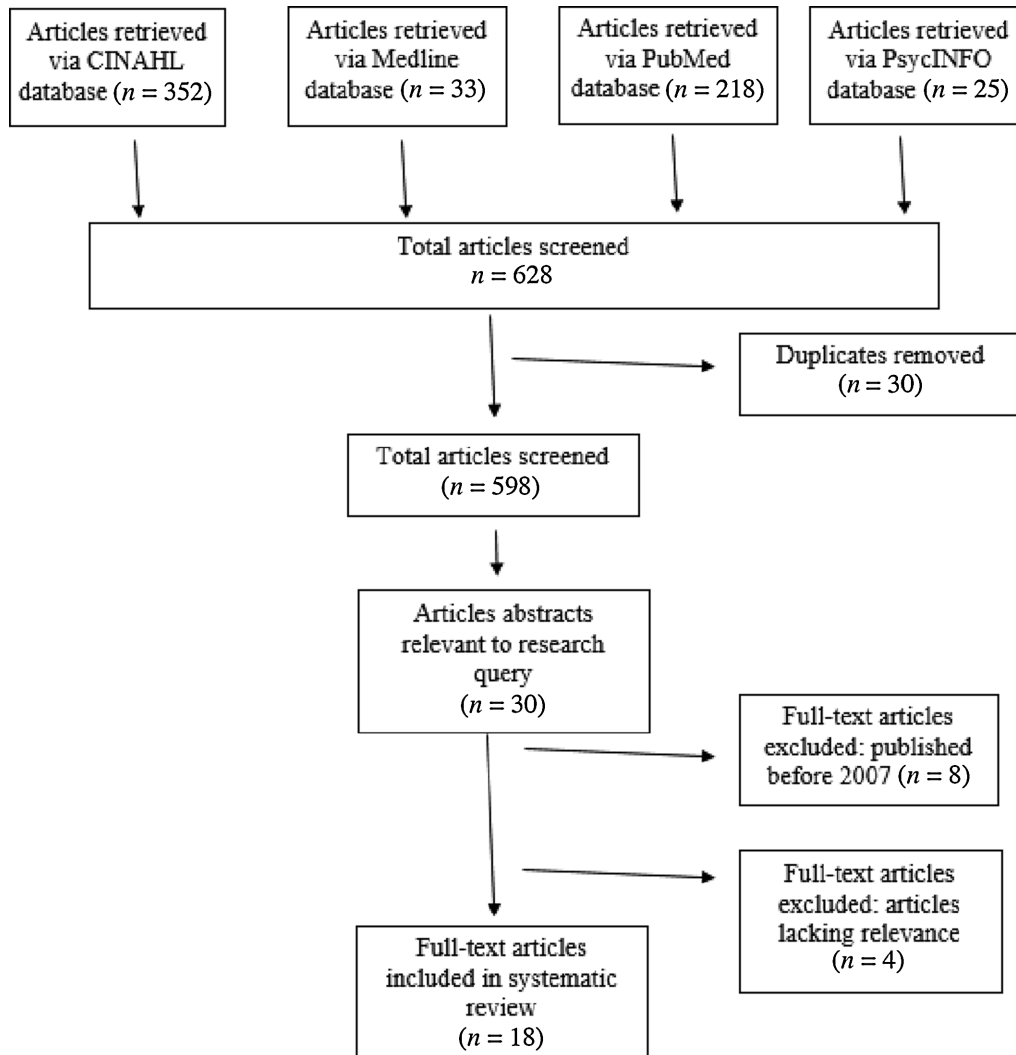 Articles retrieved
via CINAHL
database (n = 352)
Articles retrieved
via Medline
database (n = 33)
Articles retrieved
via PubMed
database (n = 218)
Articles retrieved
via PsycINFO
database (n = 25)
Total articles screened
n = 628
Duplicates removed
(n = 30)
Total articles screened
(n = 598)
Articles abstracts
relevant to research
query
(n = 30)
Full-text articles
excluded: published
before 2007 (n = 8)
Full-text articles
excluded: articles
lacking relevance
(n = 4)
Full-text articles
included in systematic
review
(n = 18)